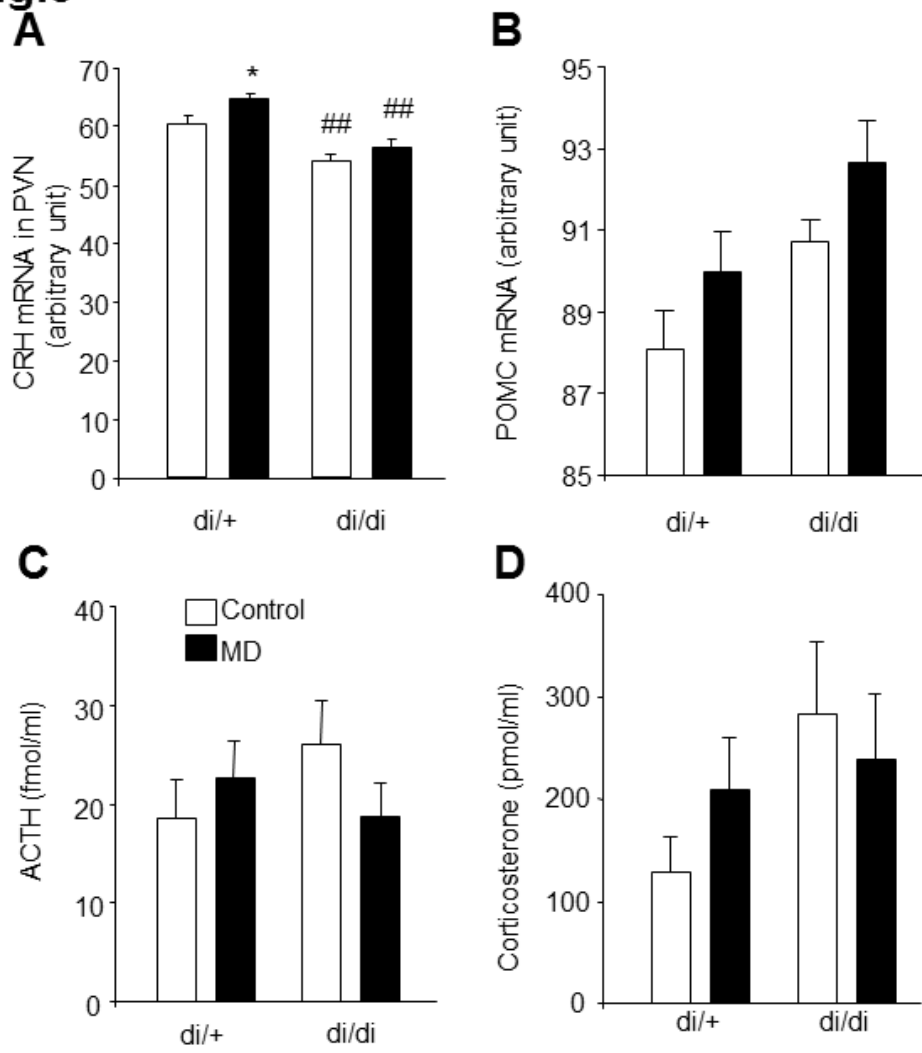 A
CRH mRNA in PVN
(arbitrary unit)
70
60
50
40
30
20
10
0
*
##
##
di/+
di/di
B
POMC mRNA (arbitrary unit)
95
93
91
89
87
85
di/+
di/di
C
ACTH (fmol/ml)
40
30
20
10
0
Control
MD
di/+
di/di
D
Corticosterone (pmol/ml)
400
300
200
100
0
di/+
di/di